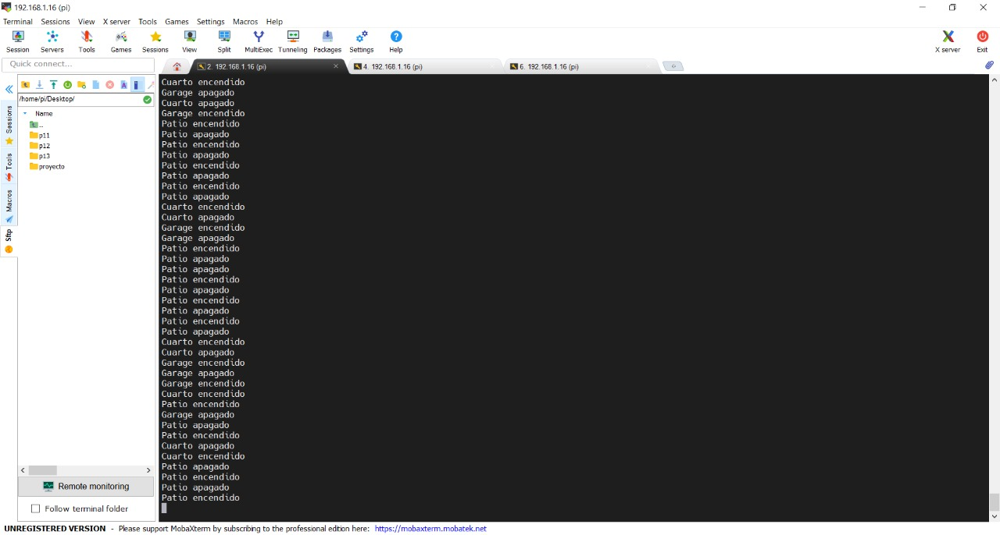 192.168.1.16 (pi)
Terminal Sessions View X server Tools Games Settings Macros Help
Session Servers Tools Games Sessions View Split MultiExec Tunneling Packages Settings Help X server Exit
Quick connect...
2. 192.168.1.16 (pi)
4. 192.168.1.16 (pi)
6. 192.168.1.16 (pi)
Sessions
Tools
Macros
Sftp
/home/pi/Desktop/
Name
..
p11
p12
p13
proyecto
Remote monitoring
Follow terminal folder
Cuarto encendido
Garage apagado
Cuarto apagado
Garage encendido
Patio encendido
Patio apagado
Patio encendido
Patio apagado
Patio encendido
Patio apagado
Patio encendido
Patio apagado
Cuarto encendido
Cuarto apagado
Garage encendido
Garage apagado
Patio encendido
Patio apagado
Patio apagado
Patio encendido
Patio apagado
Patio encendido
Patio apagado
Patio encendido
Patio apagado
Cuarto encendido
Cuarto apagado
Garage encendido
Garage apagado
Garage encendido
Cuarto encendido
Patio encendido
Garage apagado
Patio apagado
Patio encendido
Cuarto apagado
Cuarto encendido
Patio apagado
Patio encendido
Patio apagado
Patio encendido
UNREGISTERED VERSION - Please support MobaXterm by subscribing to the professional edition here: https://mobaxterm.mobatek.net